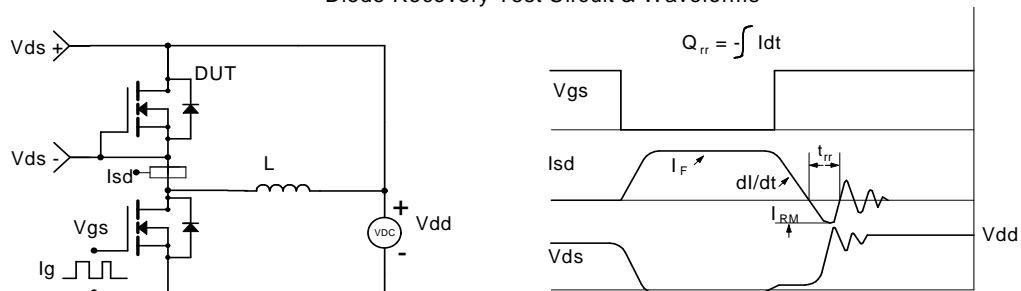 Diode Recovery Test Circuit & Waveforms
Vds +
DUT
Vds -
Isd
L
Vgs
Ig
+
VDC
-
Vdd
Q rr = -∫ Idt
Vgs
Isd
I F
dI/dt
t rr
I RM
Vdd
Vds